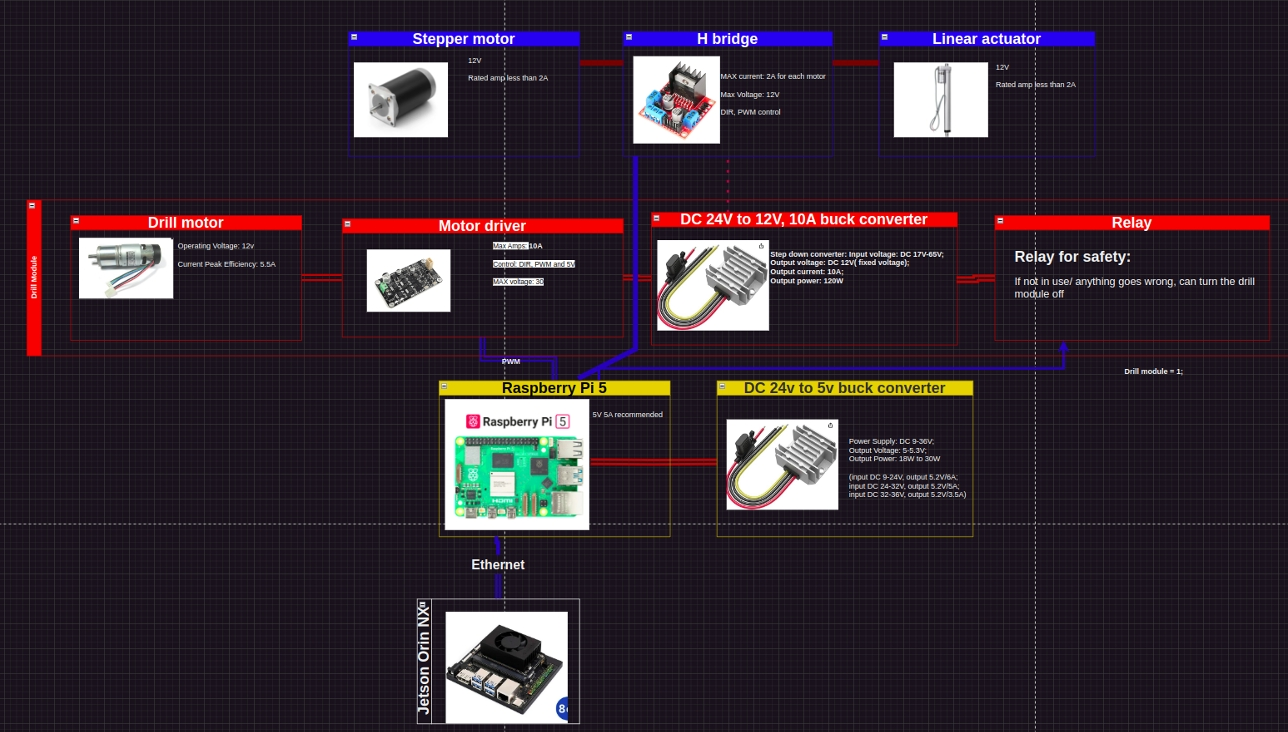 Stepper motor
12V
Rated amp less than 2A
H bridge
MAX current: 2A for each motor
Max Voltage: 12V
DIR, PWM control
Linear actuator
12V
Rated amp less than 2A
Drill Module
Drill motor
Operating Voltage: 12v
Current Peak Efficiency: 5.5A
Motor driver
Max Amps: 10A
Control: DIR, PWM and 5V
MAX voltage: 30
DC 24V to 12V, 10A buck converter
Step down converter: Input voltage: DC 17V-65V;
Output voltage: DC 12V( fixed voltage);
Output current: 10A;
Output power: 120W
Relay
Relay for safety:
If not in use/ anything goes wrong, can turn the drill
module off
PWM
Drill module = 1;
Raspberry Pi 5
5V 5A recommended
Raspberry Pi 5
DC 24v to 5v buck converter
Power Supply: DC 9-36V;
Output Voltage: 5-5.3V;
Output Power: 18W to 30W
(input DC 9-24V, output 5.2V/6A;
input DC 24-32V, output 5.2V/5A;
input DC 32-36V, output 5.2V/3.5A)
Ethernet
Jetson Orin NX